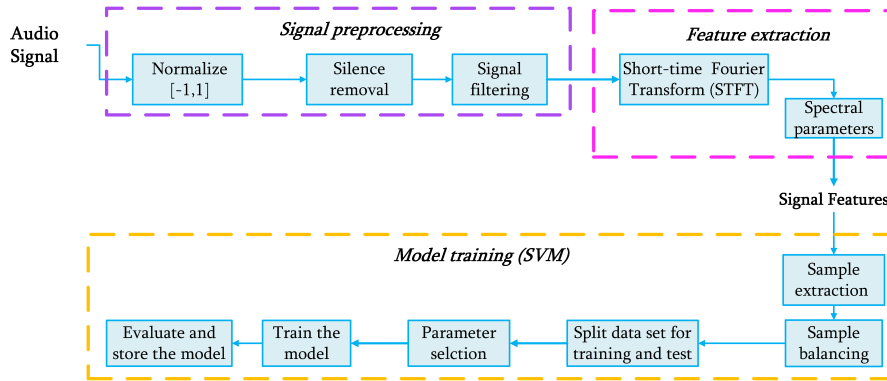 Audio
Signal
Signal preprocessing
Normalize
[-1,1]
Silence
removal
Signal
filtering
Feature extraction
Short-time Fourier
Transform (STFT)
Spectral
parameters
Signal Features
Model training (SVM)
Sample
extraction
Sample
balancing
Split data set for
training and test
Parameter
selction
Train the
model
Evaluate and
store the model